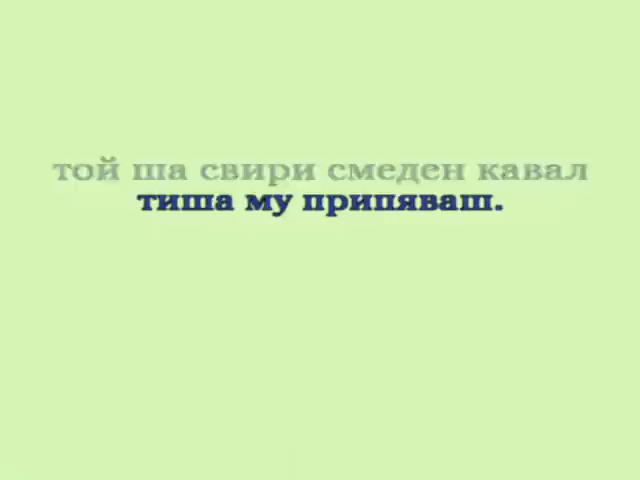 той ша свири смеден кавал
тиша му припяваш.